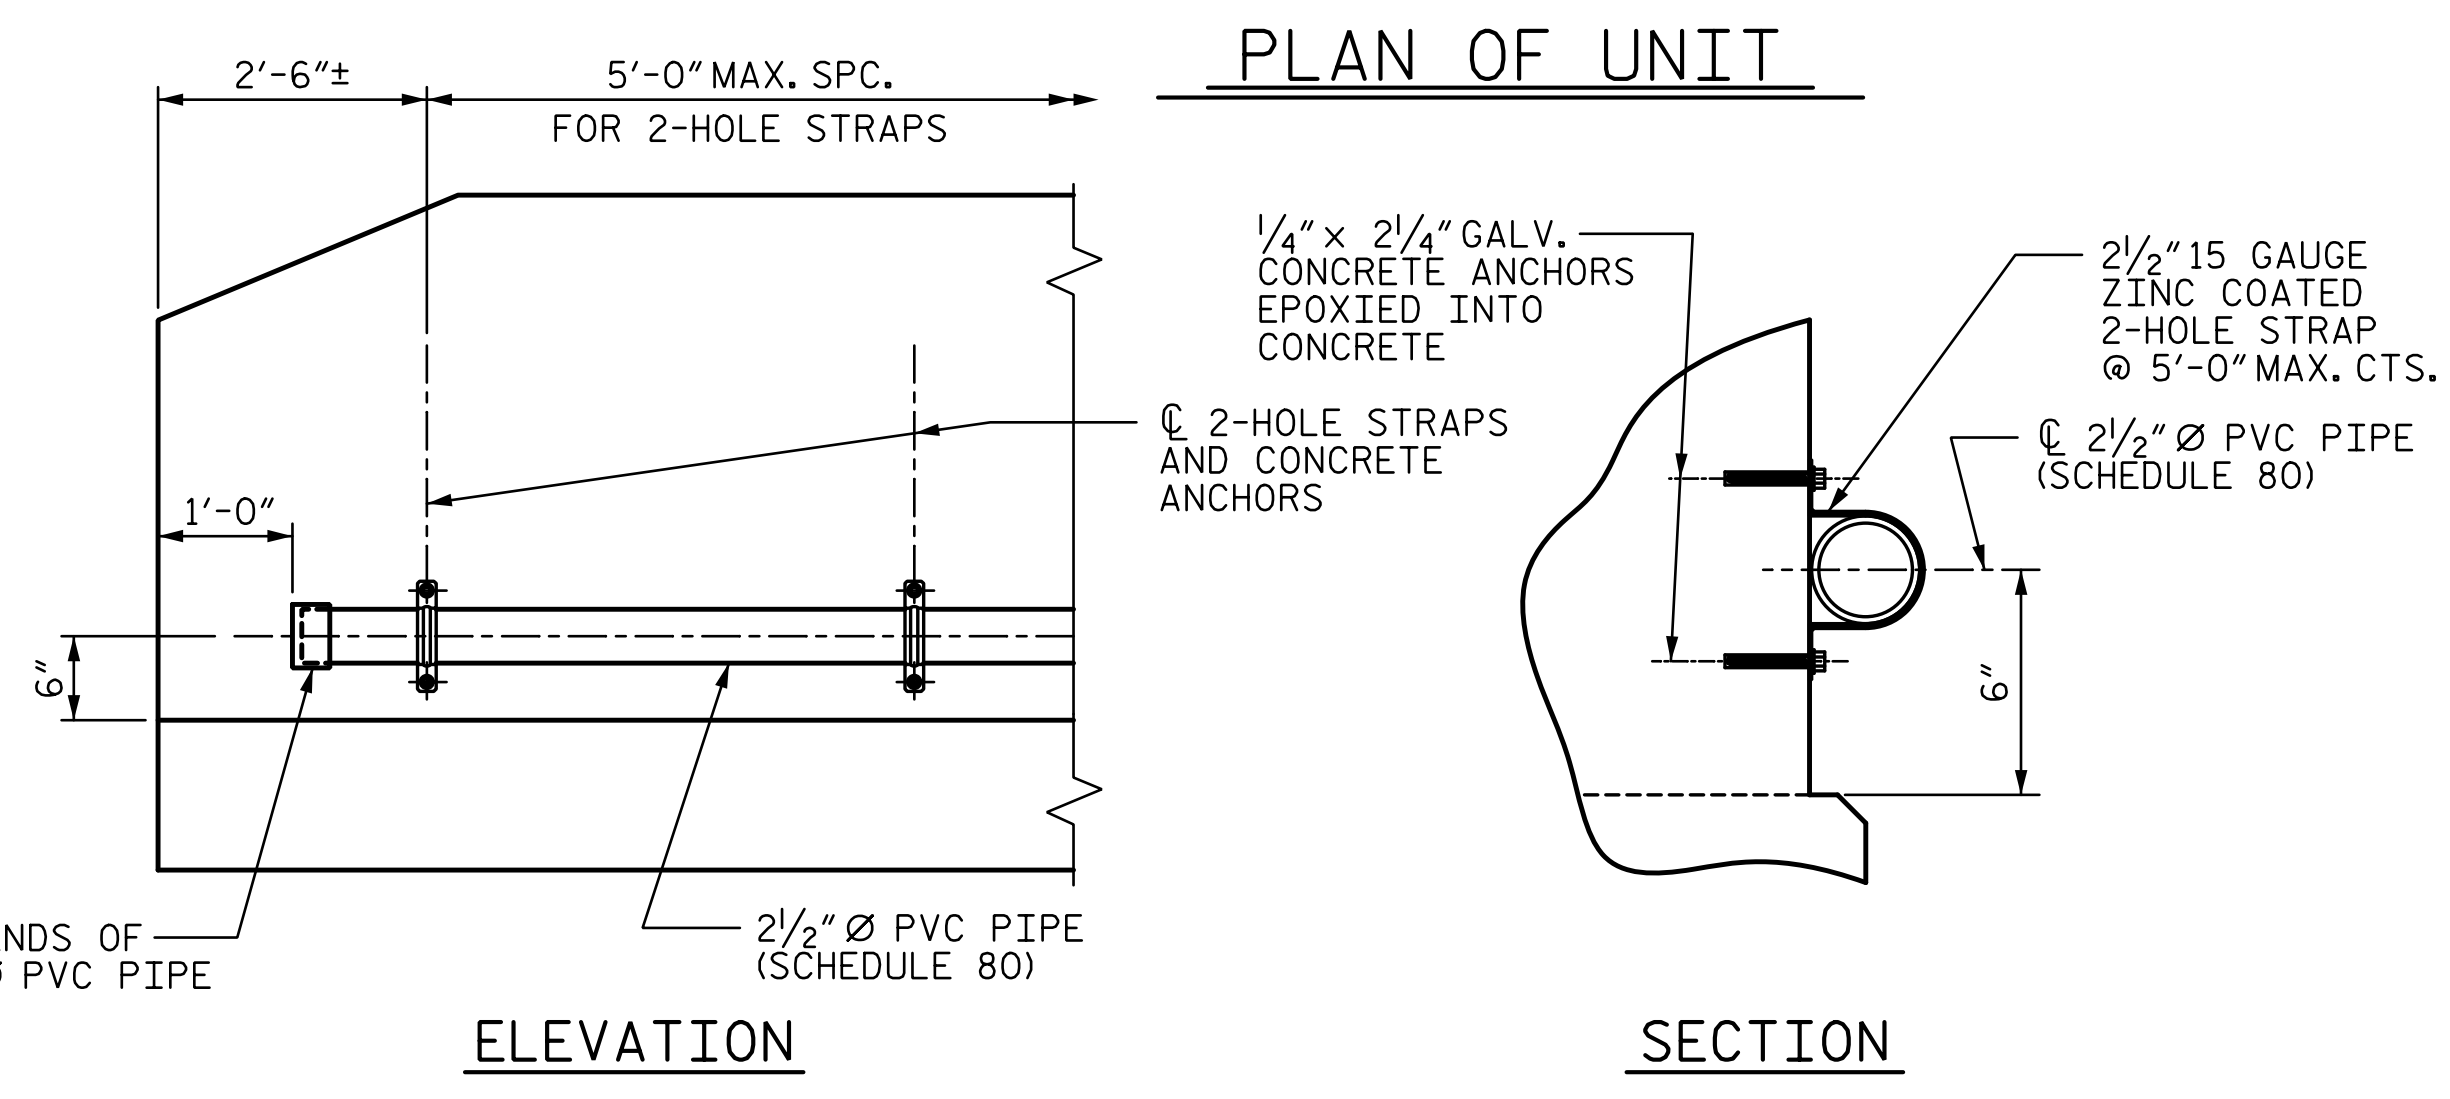 PLAN OF UNIT
2'-6"±
5'-0" MAX. SPC.
FOR 2-HOLE STRAPS
1/4" x 2 1/4" GALV.
CONCRETE ANCHORS
EPOXIED INTO
CONCRETE
2 1/2" 15 GAUGE
ZINC COATED
2-HOLE STRAP
@ 5'-0" MAX. CTS.
℄ 2-HOLE STRAPS
AND CONCRETE
ANCHORS
℄ 2 1/2" Ø PVC PIPE
(SCHEDULE 80)
1'-0"
6"
6"
OF
PVC PIPE
2 1/2" Ø PVC PIPE
(SCHEDULE 80)
ELEVATION
SECTION